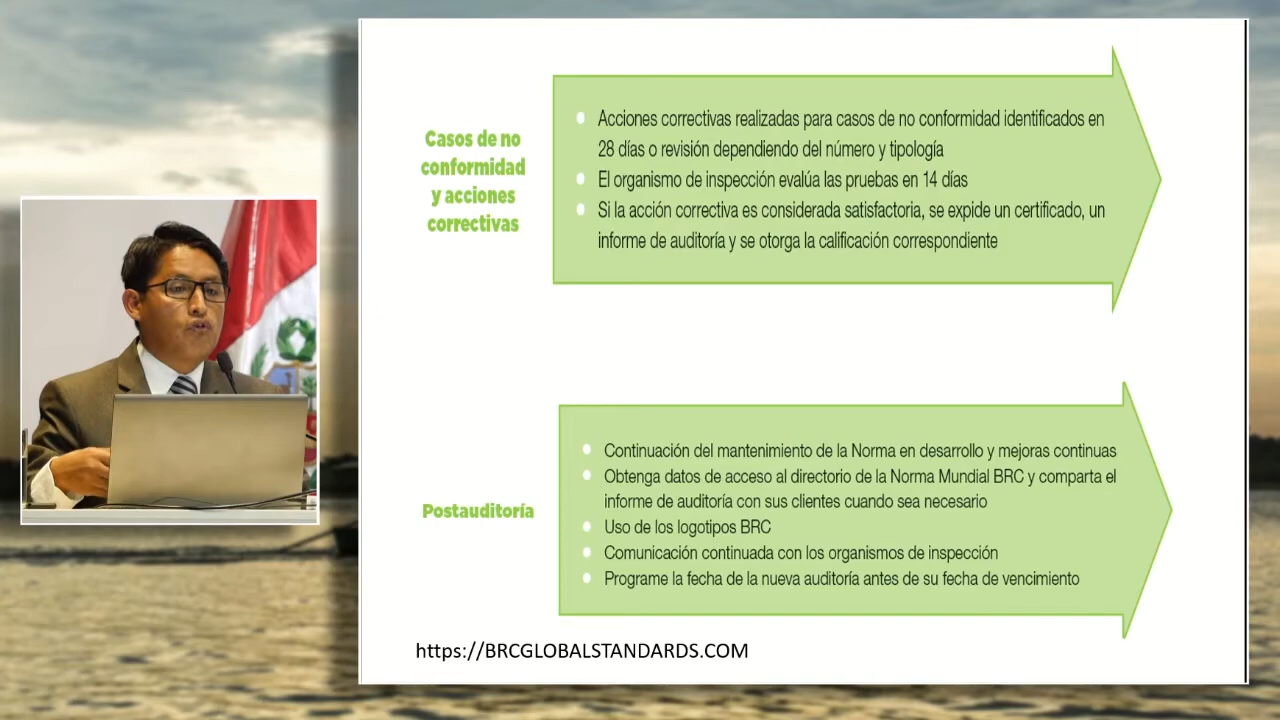 Casos de no
conformidad
y acciones
correctivas
Acciones correctivas realizadas para casos de no conformidad identificados en
28 días o revisión dependiendo del número y tipología
El organismo de inspección evalúa las pruebas en 14 días
Si la acción correctiva es considerada satisfactoria, se expide un certificado, un
informe de auditoría y se otorga la calificación correspondiente
Postauditoría
Continuación del mantenimiento de la Norma en desarrollo y mejoras continuas
Obtenga datos de acceso al directorio de la Norma Mundial BRC y comparta el
informe de auditoría con sus clientes cuando sea necesario
Uso de los logotipos BRC
Comunicación continuada con los organismos de inspección
Programe la fecha de la nueva auditoría antes de su fecha de vencimiento
https://BRCGLOBALSTANDARDS.COM